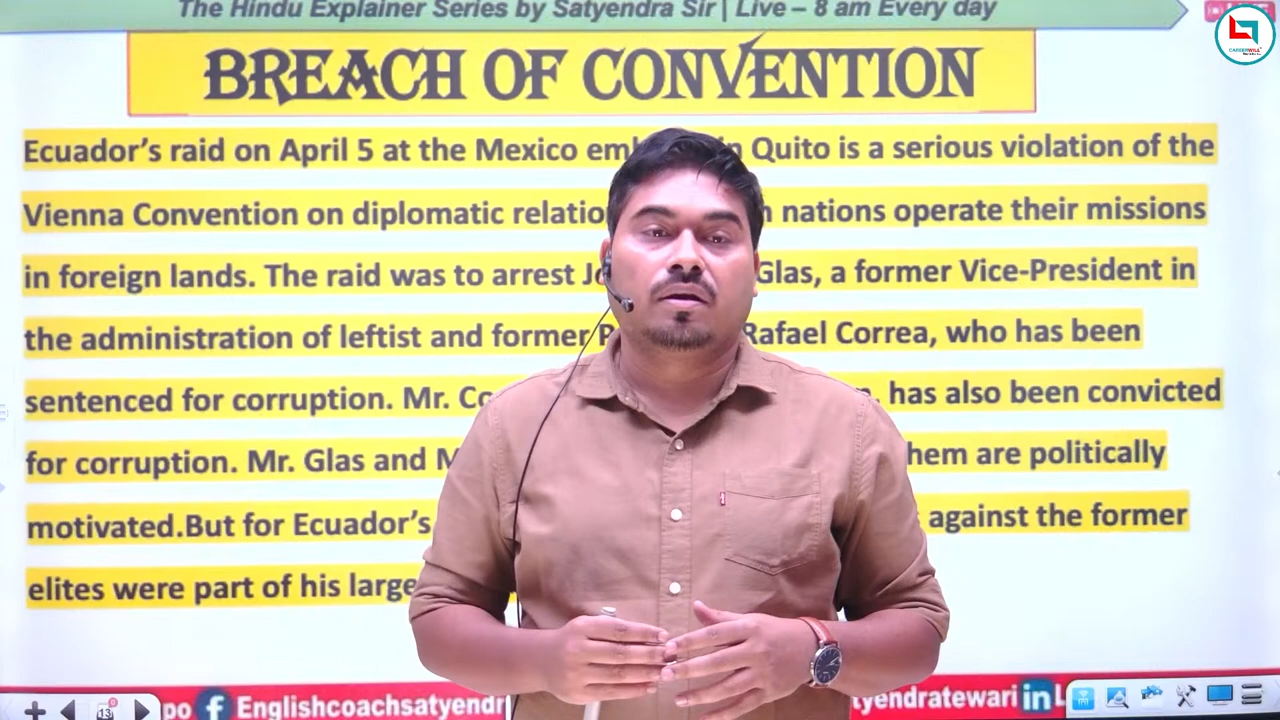 The Hindu Explainer Series by Satyendra Sir | Live – 8 am Every day
CAREERWILL
BREACH OF CONVENTION
Ecuador's raid on April 5 at the Mexico emb n Quito is a serious violation of the
Vienna Convention on diplomatic relatio n nations operate their missions
in foreign lands. The raid was to arrest Jo Glas, a former Vice-President in
the administration of leftist and former P Rafael Correa, who has been
sentenced for corruption. Mr. Co , has also been convicted
for corruption. Mr. Glas and M hem are politically
motivated.But for Ecuador's against the former
elites were part of his large
13
po f Englishcoachsatyendr tyendratewari in L